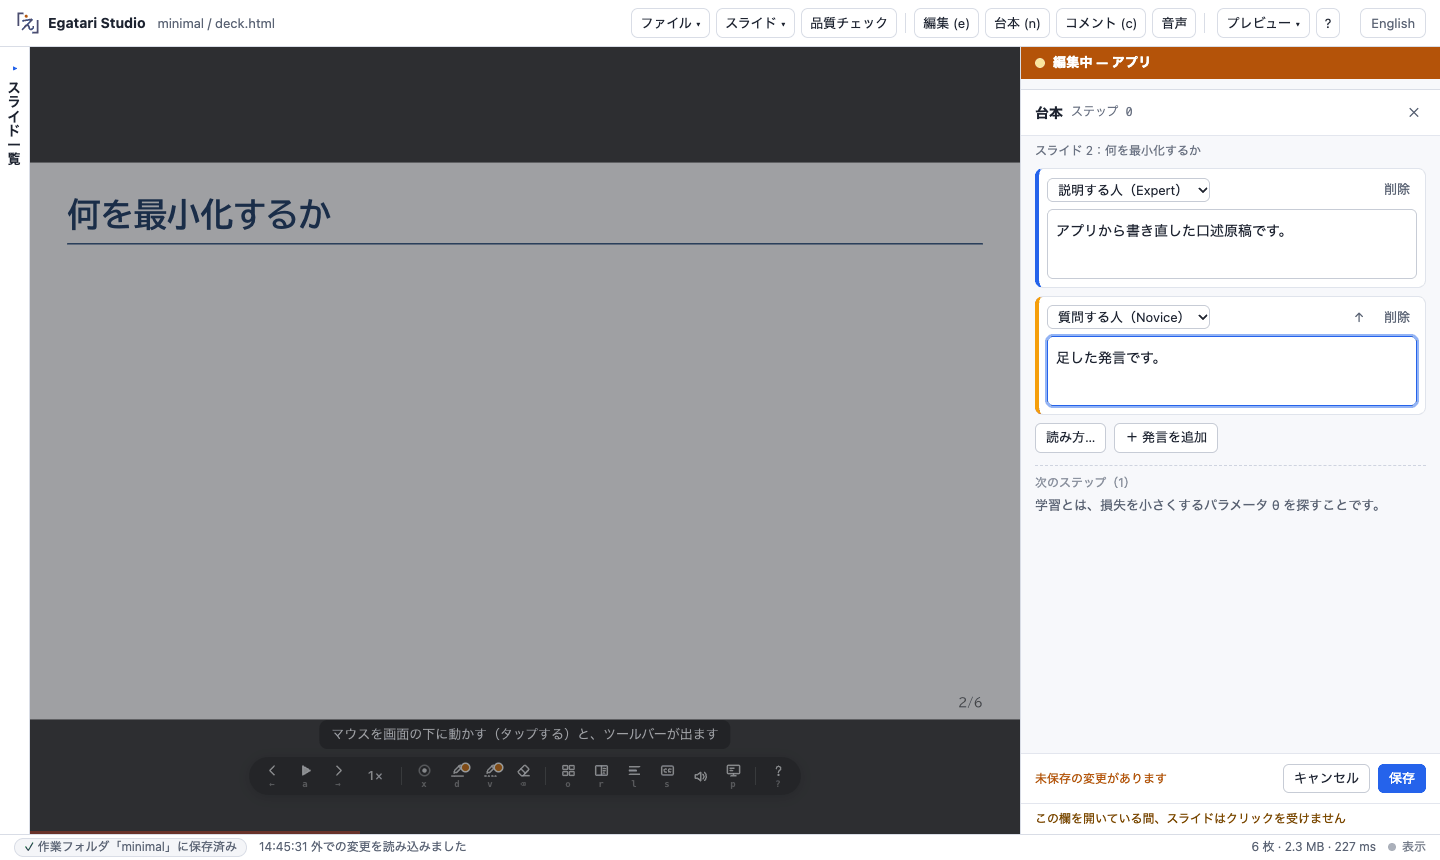 え Egatari Studio minimal / deck.html ファイル ▾ スライド ▾ 品質チェック 編集 (e) 台本 (n) コメント (c) 音声 プレビュー ▾ ? English
スライド一覧
何を最小化するか
2/6
マウスを画面の下に動かす（タップする）と、ツールバーが出ます
1×
← a → x d v o r l s p ?
編集中 — アプリ
台本 ステップ 0 ×
スライド 2：何を最小化するか
説明する人（Expert） 削除
アプリから書き直した口述原稿です。
質問する人（Novice） ↑ 削除
足した発言です。
読み方... ＋ 発言を追加
次のステップ（1）
学習とは、損失を小さくするパラメータ θ を探すことです。
未保存の変更があります キャンセル 保存
この欄を開いている間、スライドはクリックを受けません
✓ 作業フォルダ「minimal」に保存済み 14:45:31 外での変更を読み込みました 6 枚 · 2.3 MB · 227 ms 表示